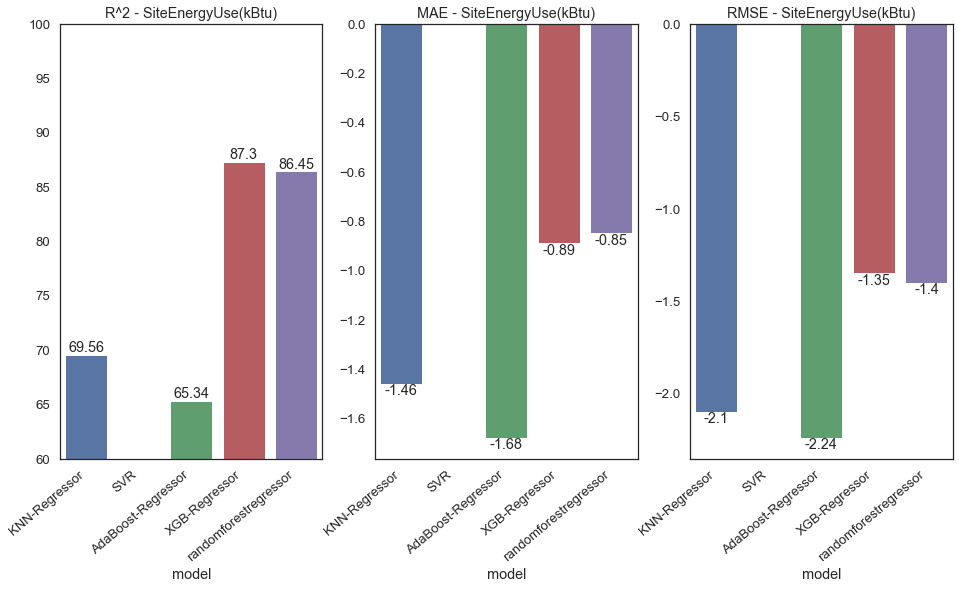 R^2 - SiteEnergyUse(kBtu)
100
95
90
85
80
75
70
65
60
69.56
65.34
87.3
86.45
KNN-Regressor
SVR
AdaBoost-Regressor
XGB-Regressor
randomforestregressor
model
MAE - SiteEnergyUse(kBtu)
0.0
−0.2
−0.4
−0.6
−0.8
−1.0
−1.2
−1.4
−1.6
-1.46
-1.68
-0.89
-0.85
KNN-Regressor
SVR
AdaBoost-Regressor
XGB-Regressor
randomforestregressor
model
RMSE - SiteEnergyUse(kBtu)
0.0
−0.5
−1.0
−1.5
−2.0
-2.1
-2.24
-1.35
-1.4
KNN-Regressor
SVR
AdaBoost-Regressor
XGB-Regressor
randomforestregressor
model